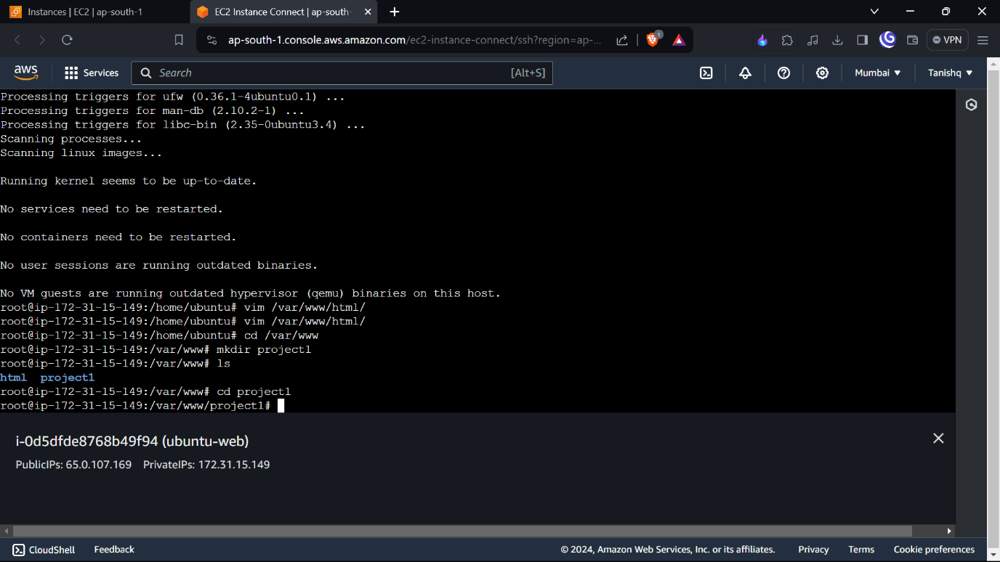 Instances | EC2 | ap-south-1
EC2 Instance Connect | ap-south-
ap-south-1.console.aws.amazon.com/ec2-instance-connect/ssh?region=ap-...
1
VPN
aws
Services
Search
[Alt+S]
Mumbai
Tanishq
Processing triggers for ufw (0.36.1-4ubuntu0.1) ...
Processing triggers for man-db (2.10.2-1) ...
Processing triggers for libc-bin (2.35-0ubuntu3.4) ...
Scanning processes...
Scanning linux images...
Running kernel seems to be up-to-date.
No services need to be restarted.
No containers need to be restarted.
No user sessions are running outdated binaries.
No VM guests are running outdated hypervisor (qemu) binaries on this host.
root@ip-172-31-15-149:/home/ubuntu# vim /var/www/html/
root@ip-172-31-15-149:/home/ubuntu# vim /var/www/html/
root@ip-172-31-15-149:/home/ubuntu# cd /var/www
root@ip-172-31-15-149:/var/www# mkdir project1
root@ip-172-31-15-149:/var/www# ls
html  project1
root@ip-172-31-15-149:/var/www# cd project1
root@ip-172-31-15-149:/var/www/project1#
i-0d5dfde8768b49f94 (ubuntu-web)
PublicIPs: 65.0.107.169 PrivateIPs: 172.31.15.149
CloudShell
Feedback
© 2024, Amazon Web Services, Inc. or its affiliates.
Privacy
Terms
Cookie preferences